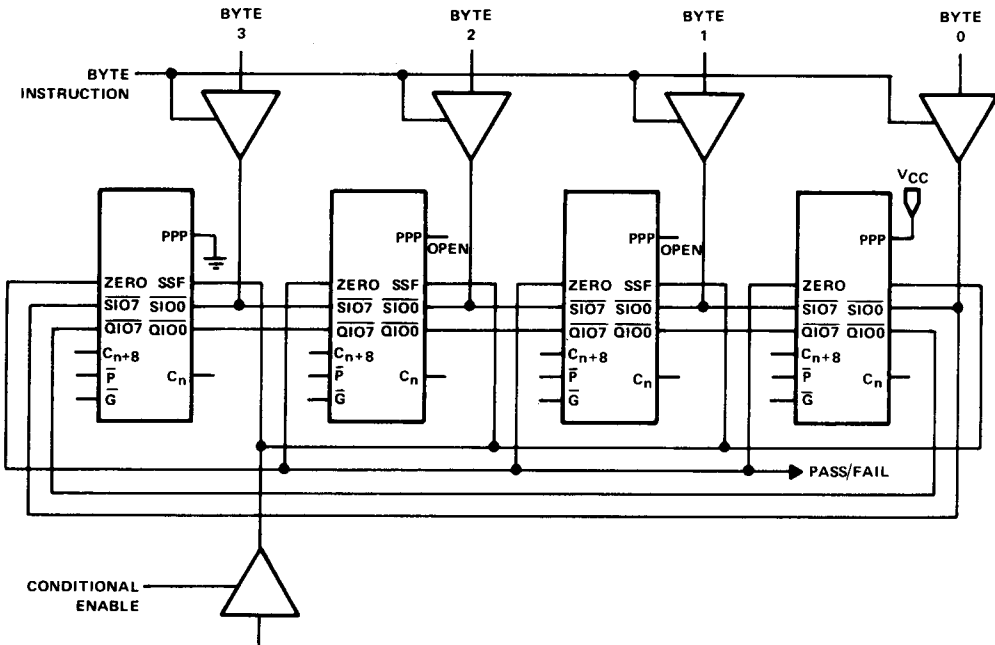 BYTE
3
BYTE
2
BYTE
1
BYTE
0
BYTE
INSTRUCTION
VCC
PPP
PPP
OPEN
PPP
OPEN
PPP
ZERO SSF
SIO7 SIO0
QIO7 QIO0
Cn+8
P
G
Cn
ZERO SSF
SIO7 SIO0
QIO7 QIO0
Cn+8
P
G
Cn
ZERO SSF
SIO7 SIO0
QIO7 QIO0
Cn+8
P
G
Cn
ZERO
SIO7 SIO0
QIO7 QIO0
Cn+8
P
G
Cn
PASS/FAIL
CONDITIONAL
ENABLE